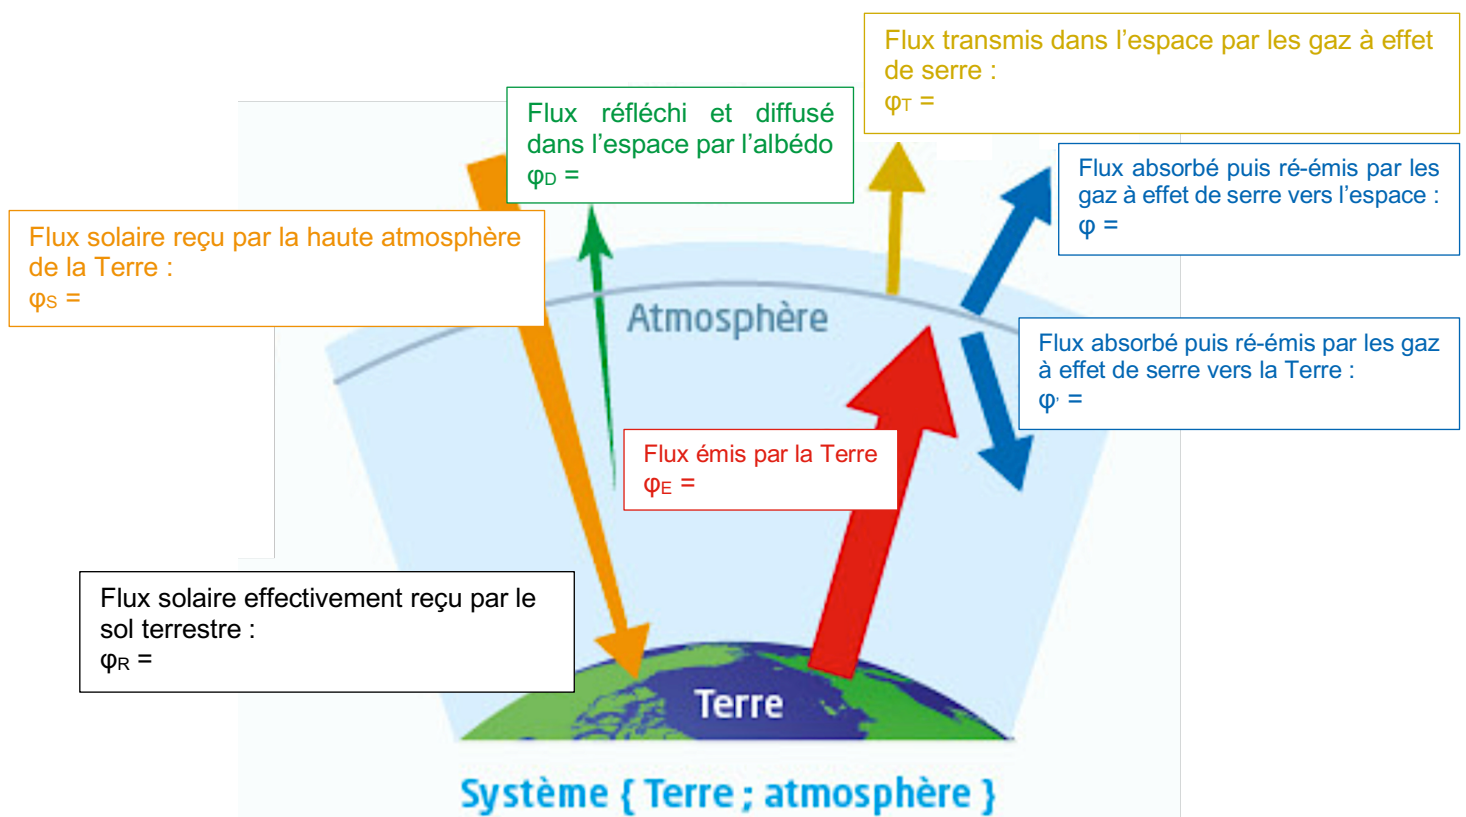 Flux transmis dans l’espace par les gaz à effet
de serre :
φT =
Flux réfléchi et diffusé
dans l’espace par l’albédo
φD =
Flux absorbé puis ré-émis par les
gaz à effet de serre vers l’espace :
φ =
Flux solaire reçu par la haute atmosphère
de la Terre :
φS =
Atmosphère
Flux absorbé puis ré-émis par les gaz
à effet de serre vers la Terre :
φ’ =
Flux émis par la Terre
φE =
Flux solaire effectivement reçu par le
sol terrestre :
φR =
Terre
Système { Terre ; atmosphère }